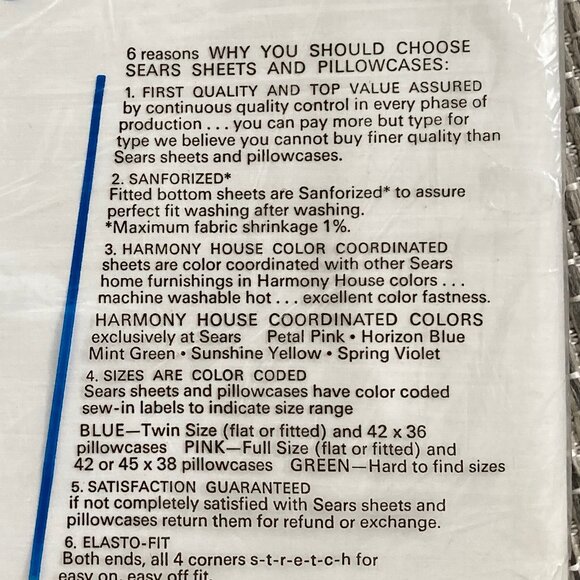 6 reasons WHY YOU SHOULD CHOOSE
SEARS SHEETS AND PILLOWCASES:
1. FIRST QUALITY AND TOP VALUE ASSURED
by continuous quality control in every phase of
production . . . you can pay more but type for
type we believe you cannot buy finer quality than
Sears sheets and pillowcases.
2. SANFORIZED*
Fitted bottom sheets are Sanforized* to assure
perfect fit washing after washing.
*Maximum fabric shrinkage 1%.
3. HARMONY HOUSE COLOR COORDINATED
sheets are color coordinated with other Sears
home furnishings in Harmony House colors . . .
machine washable hot . . . excellent color fastness.
HARMONY HOUSE COORDINATED COLORS
exclusively at Sears Petal Pink • Horizon Blue
Mint Green • Sunshine Yellow • Spring Violet
4. SIZES ARE COLOR CODED
Sears sheets and pillowcases have color coded
sew-in labels to indicate size range
BLUE—Twin Size (flat or fitted) and 42 x 36
pillowcases PINK—Full Size (flat or fitted) and
42 or 45 x 38 pillowcases GREEN—Hard to find sizes
5. SATISFACTION GUARANTEED
if not completely satisfied with Sears sheets and
pillowcases return them for refund or exchange.
6. ELASTO-FIT
Both ends, all 4 corners s-t-r-e-t-c-h for
easy on, easy off fit.